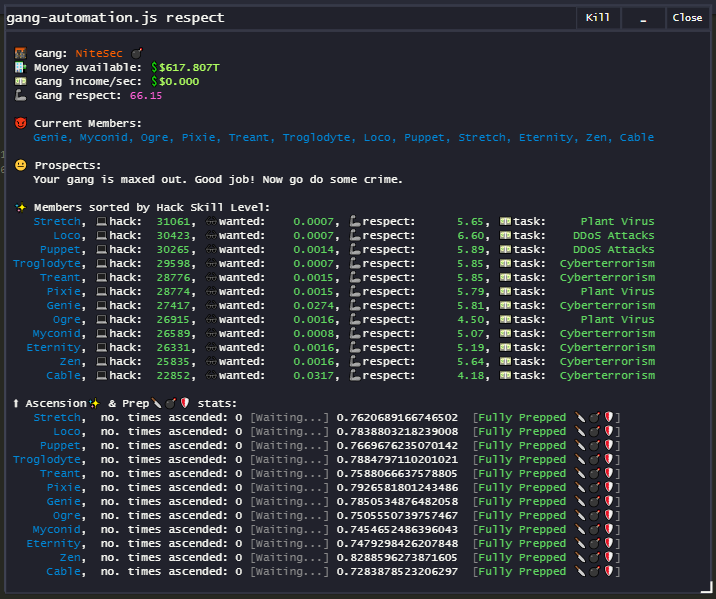 gang-automation.js respect Kill _ Close
Gang: NiteSec
Money available: $$617.807T
Gang income/sec: $$0.000
Gang respect: 66.15
Current Members:
Genie, Myconid, Ogre, Pixie, Treant, Troglodyte, Loco, Puppet, Stretch, Eternity, Zen, Cable
Prospects:
Your gang is maxed out. Good job! Now go do some crime.
Members sorted by Hack Skill Level:
Stretch, hack: 31061, wanted: 0.0007, respect: 5.65, task: Plant Virus
Loco, hack: 30423, wanted: 0.0007, respect: 6.60, task: DDoS Attacks
Puppet, hack: 30265, wanted: 0.0014, respect: 5.89, task: DDoS Attacks
Troglodyte, hack: 29598, wanted: 0.0007, respect: 5.85, task: Cyberterrorism
Treant, hack: 28776, wanted: 0.0015, respect: 5.85, task: Cyberterrorism
Pixie, hack: 28774, wanted: 0.0015, respect: 5.79, task: Plant Virus
Genie, hack: 27417, wanted: 0.0274, respect: 5.81, task: Cyberterrorism
Ogre, hack: 26915, wanted: 0.0016, respect: 4.50, task: Plant Virus
Myconid, hack: 26589, wanted: 0.0008, respect: 5.07, task: Cyberterrorism
Eternity, hack: 26331, wanted: 0.0016, respect: 5.19, task: Cyberterrorism
Zen, hack: 25835, wanted: 0.0016, respect: 5.64, task: Cyberterrorism
Cable, hack: 22852, wanted: 0.0317, respect: 4.18, task: Cyberterrorism
Ascension & Prep stats:
Stretch, no. times ascended: 0 [Waiting...] 0.7620689166746502 [Fully Prepped]
Loco, no. times ascended: 0 [Waiting...] 0.7838803218239008 [Fully Prepped]
Puppet, no. times ascended: 0 [Waiting...] 0.7669676235070142 [Fully Prepped]
Troglodyte, no. times ascended: 0 [Waiting...] 0.7884797110201021 [Fully Prepped]
Treant, no. times ascended: 0 [Waiting...] 0.7588066637578805 [Fully Prepped]
Pixie, no. times ascended: 0 [Waiting...] 0.7926581801243486 [Fully Prepped]
Genie, no. times ascended: 0 [Waiting...] 0.7850534876482058 [Fully Prepped]
Ogre, no. times ascended: 0 [Waiting...] 0.7505550739757467 [Fully Prepped]
Myconid, no. times ascended: 0 [Waiting...] 0.7454652486396043 [Fully Prepped]
Eternity, no. times ascended: 0 [Waiting...] 0.7479298426207848 [Fully Prepped]
Zen, no. times ascended: 0 [Waiting...] 0.8288596273871605 [Fully Prepped]
Cable, no. times ascended: 0 [Waiting...] 0.7283878523206297 [Fully Prepped]